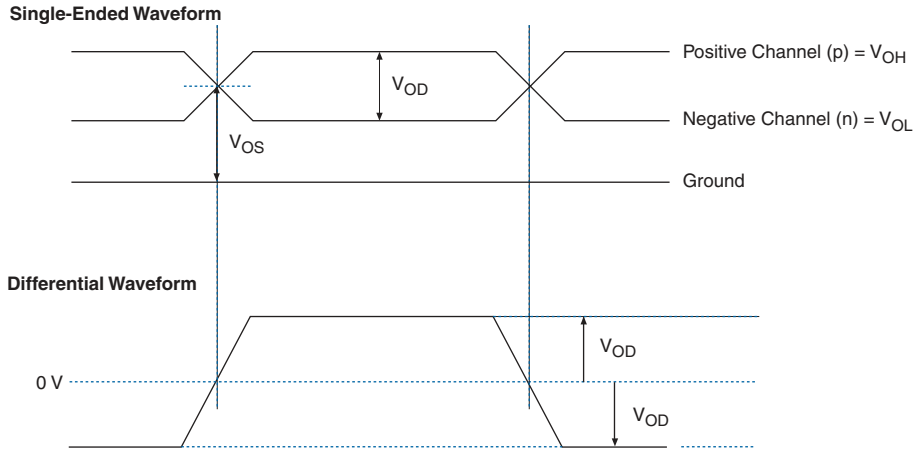 Single-Ended Waveform
Positive Channel (p) = VOH
VOD
Negative Channel (n) = VOL
VOS
Ground
Differential Waveform
VOD
0 V
VOD